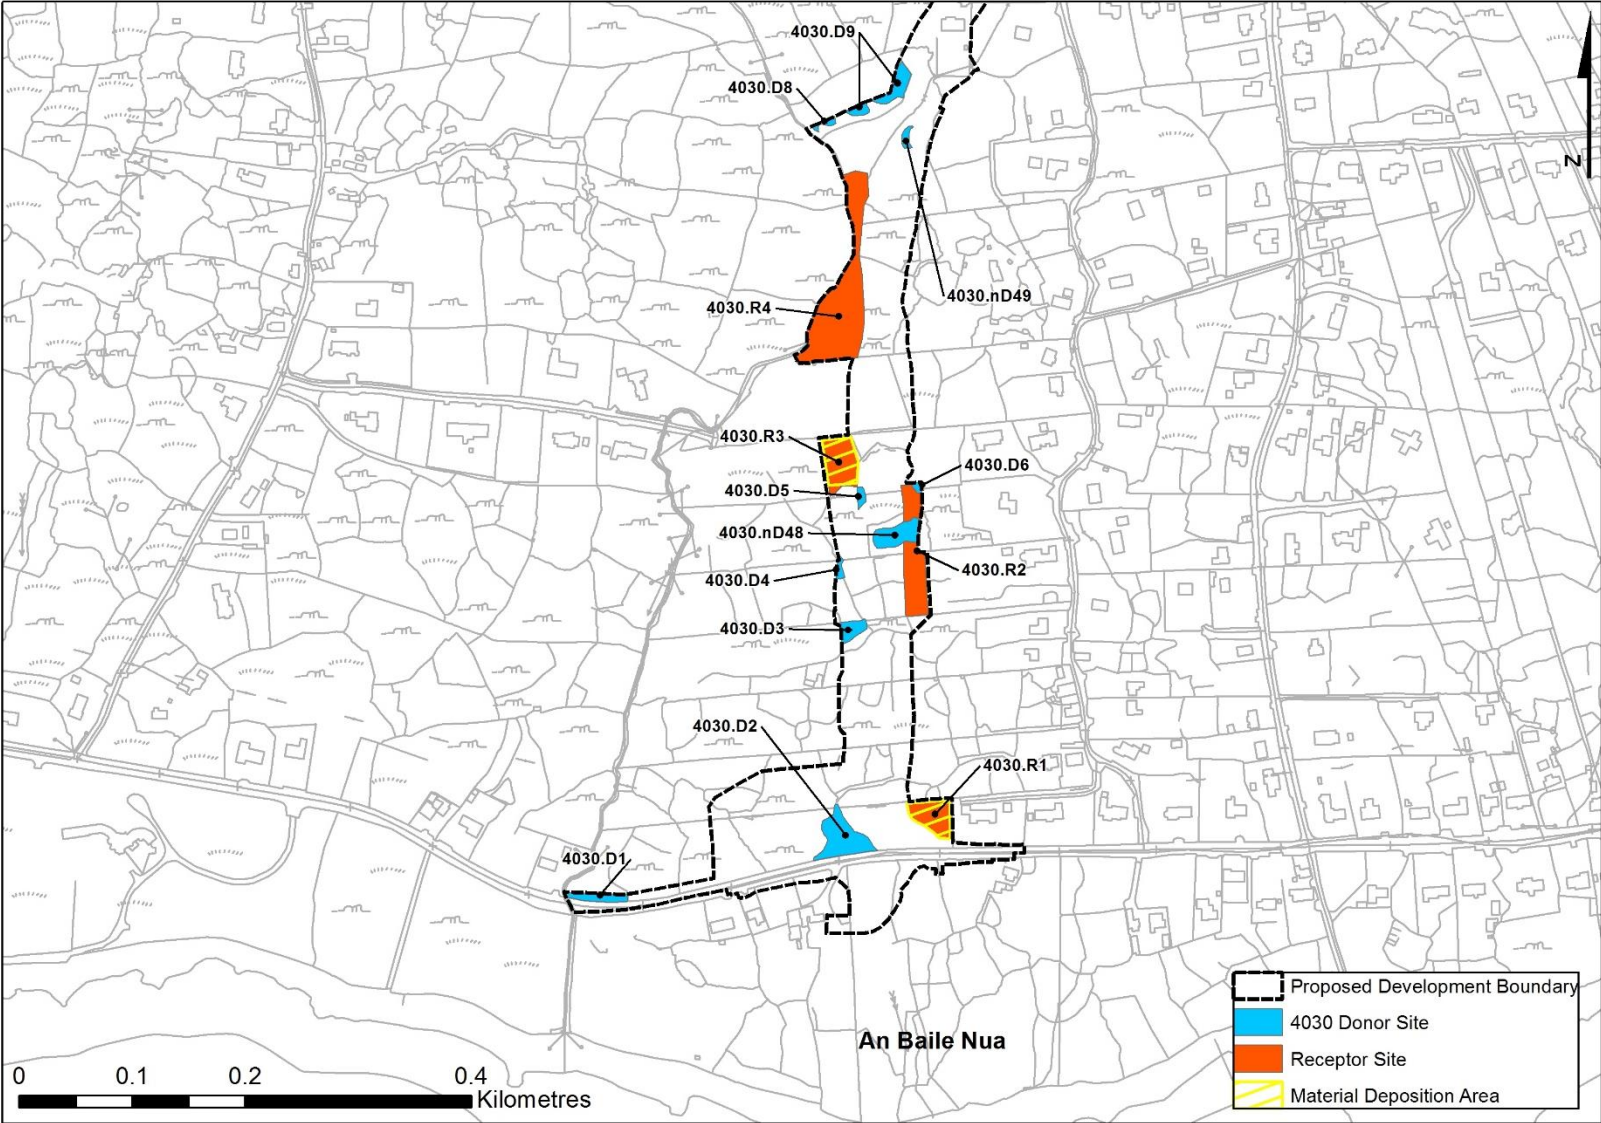 4030.D9
4030.D8
N
4030.nD49
4030.R4
4030.R3
4030.D6
4030.D5
4030.nD48
4030.R2
4030.D4
4030.D3
4030.D2
4030.R1
4030.D1
An Baile Nua
Proposed Development Boundary
4030 Donor Site
Receptor Site
Material Deposition Area
0 0.1 0.2 0.4
Kilometres